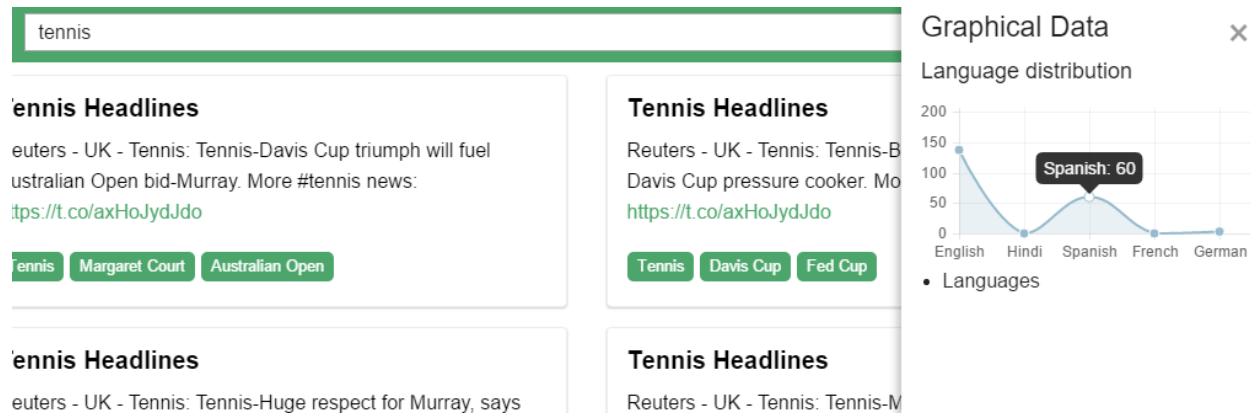 tennis
ennis Headlines
euters - UK - Tennis: Tennis-Davis Cup triumph will fuel
ustralian Open bid-Murray. More #tennis news:
ttps://t.co/axHoJydJdo
Tennis Margaret Court Australian Open
Tennis Headlines
Reuters - UK - Tennis: Tennis-B
Davis Cup pressure cooker. Mo
https://t.co/axHoJydJdo
Tennis Davis Cup Fed Cup
ennis Headlines
euters - UK - Tennis: Tennis-Huge respect for Murray, says
Tennis Headlines
Reuters - UK - Tennis: Tennis-M
Graphical Data ×
Language distribution
200
150
100
50
0
Spanish: 60
English Hindi Spanish French German
• Languages